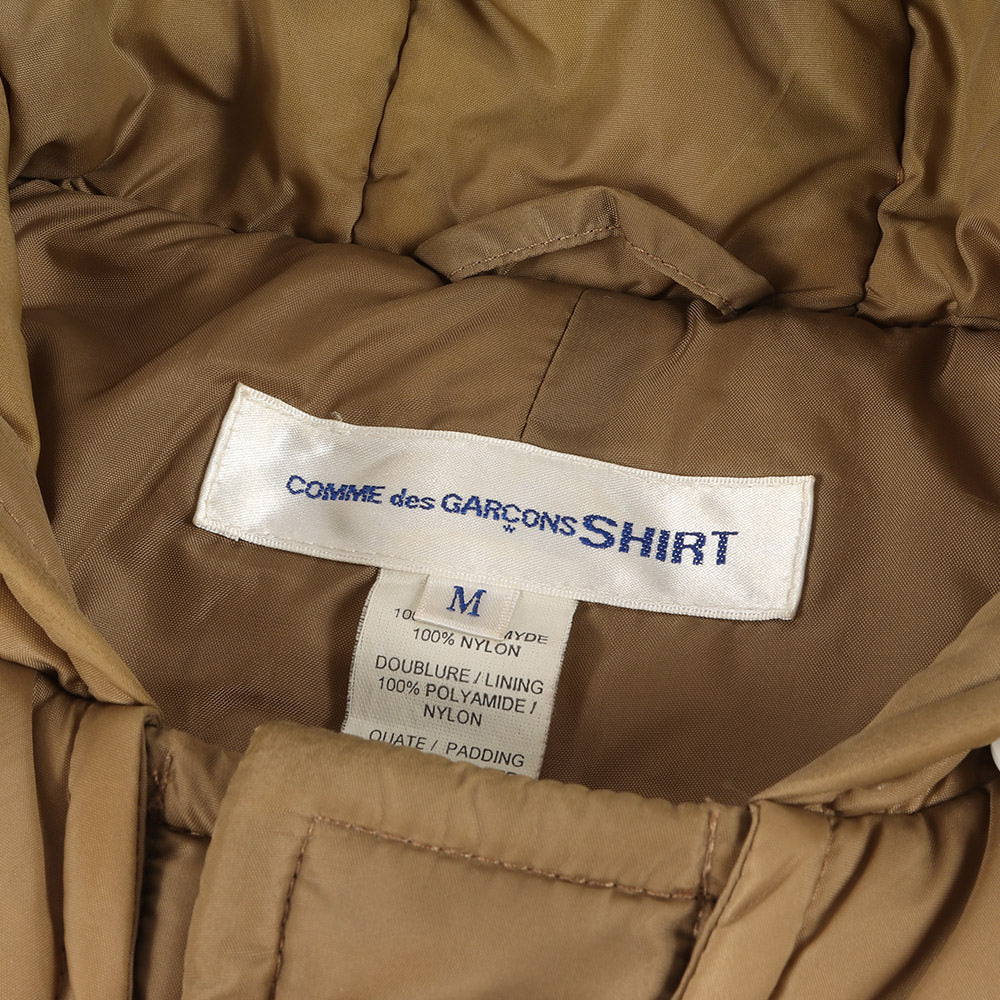 COMME des GARÇONS SHIRT
*
M
100% NYLON
DOUBLURE / LINING
100% POLYAMIDE /
NYLON
OUATE / PADDING